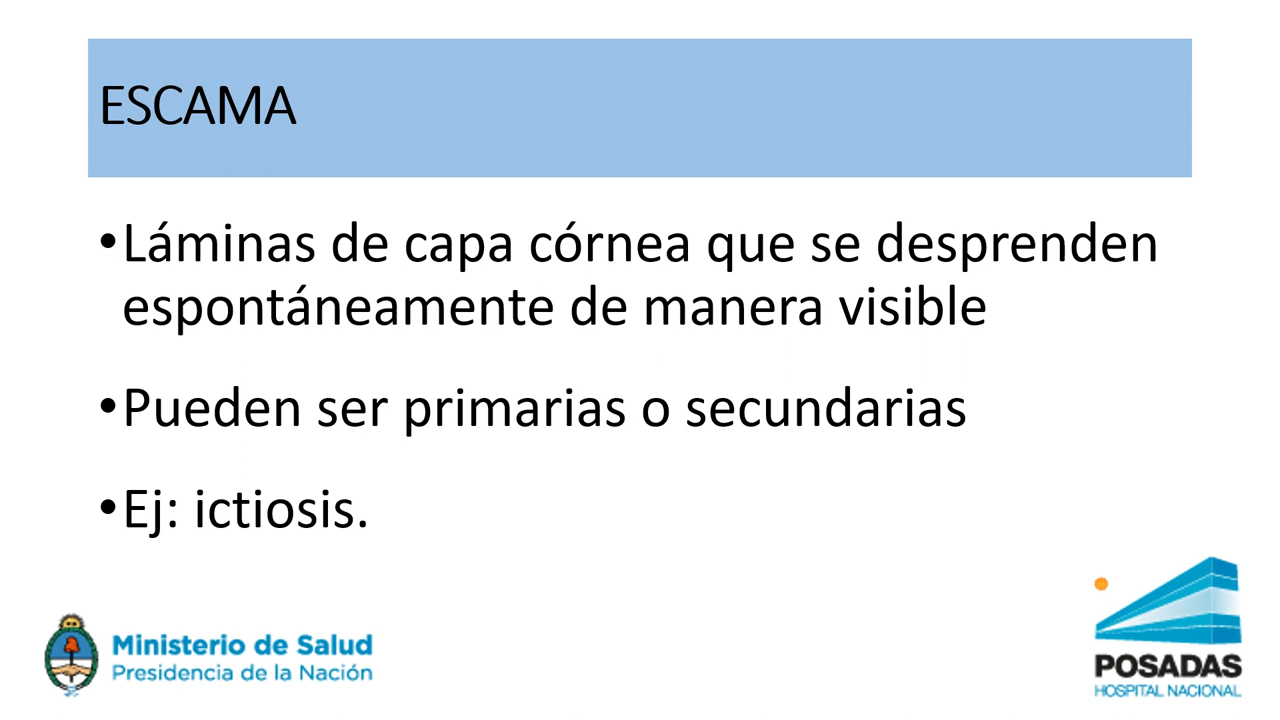 ESCAMA
•Láminas de capa córnea que se desprenden
espontáneamente de manera visible
•Pueden ser primarias o secundarias
•Ej: ictiosis.
Ministerio de Salud
Presidencia de la Nación
POSADAS
HOSPITAL NACIONAL